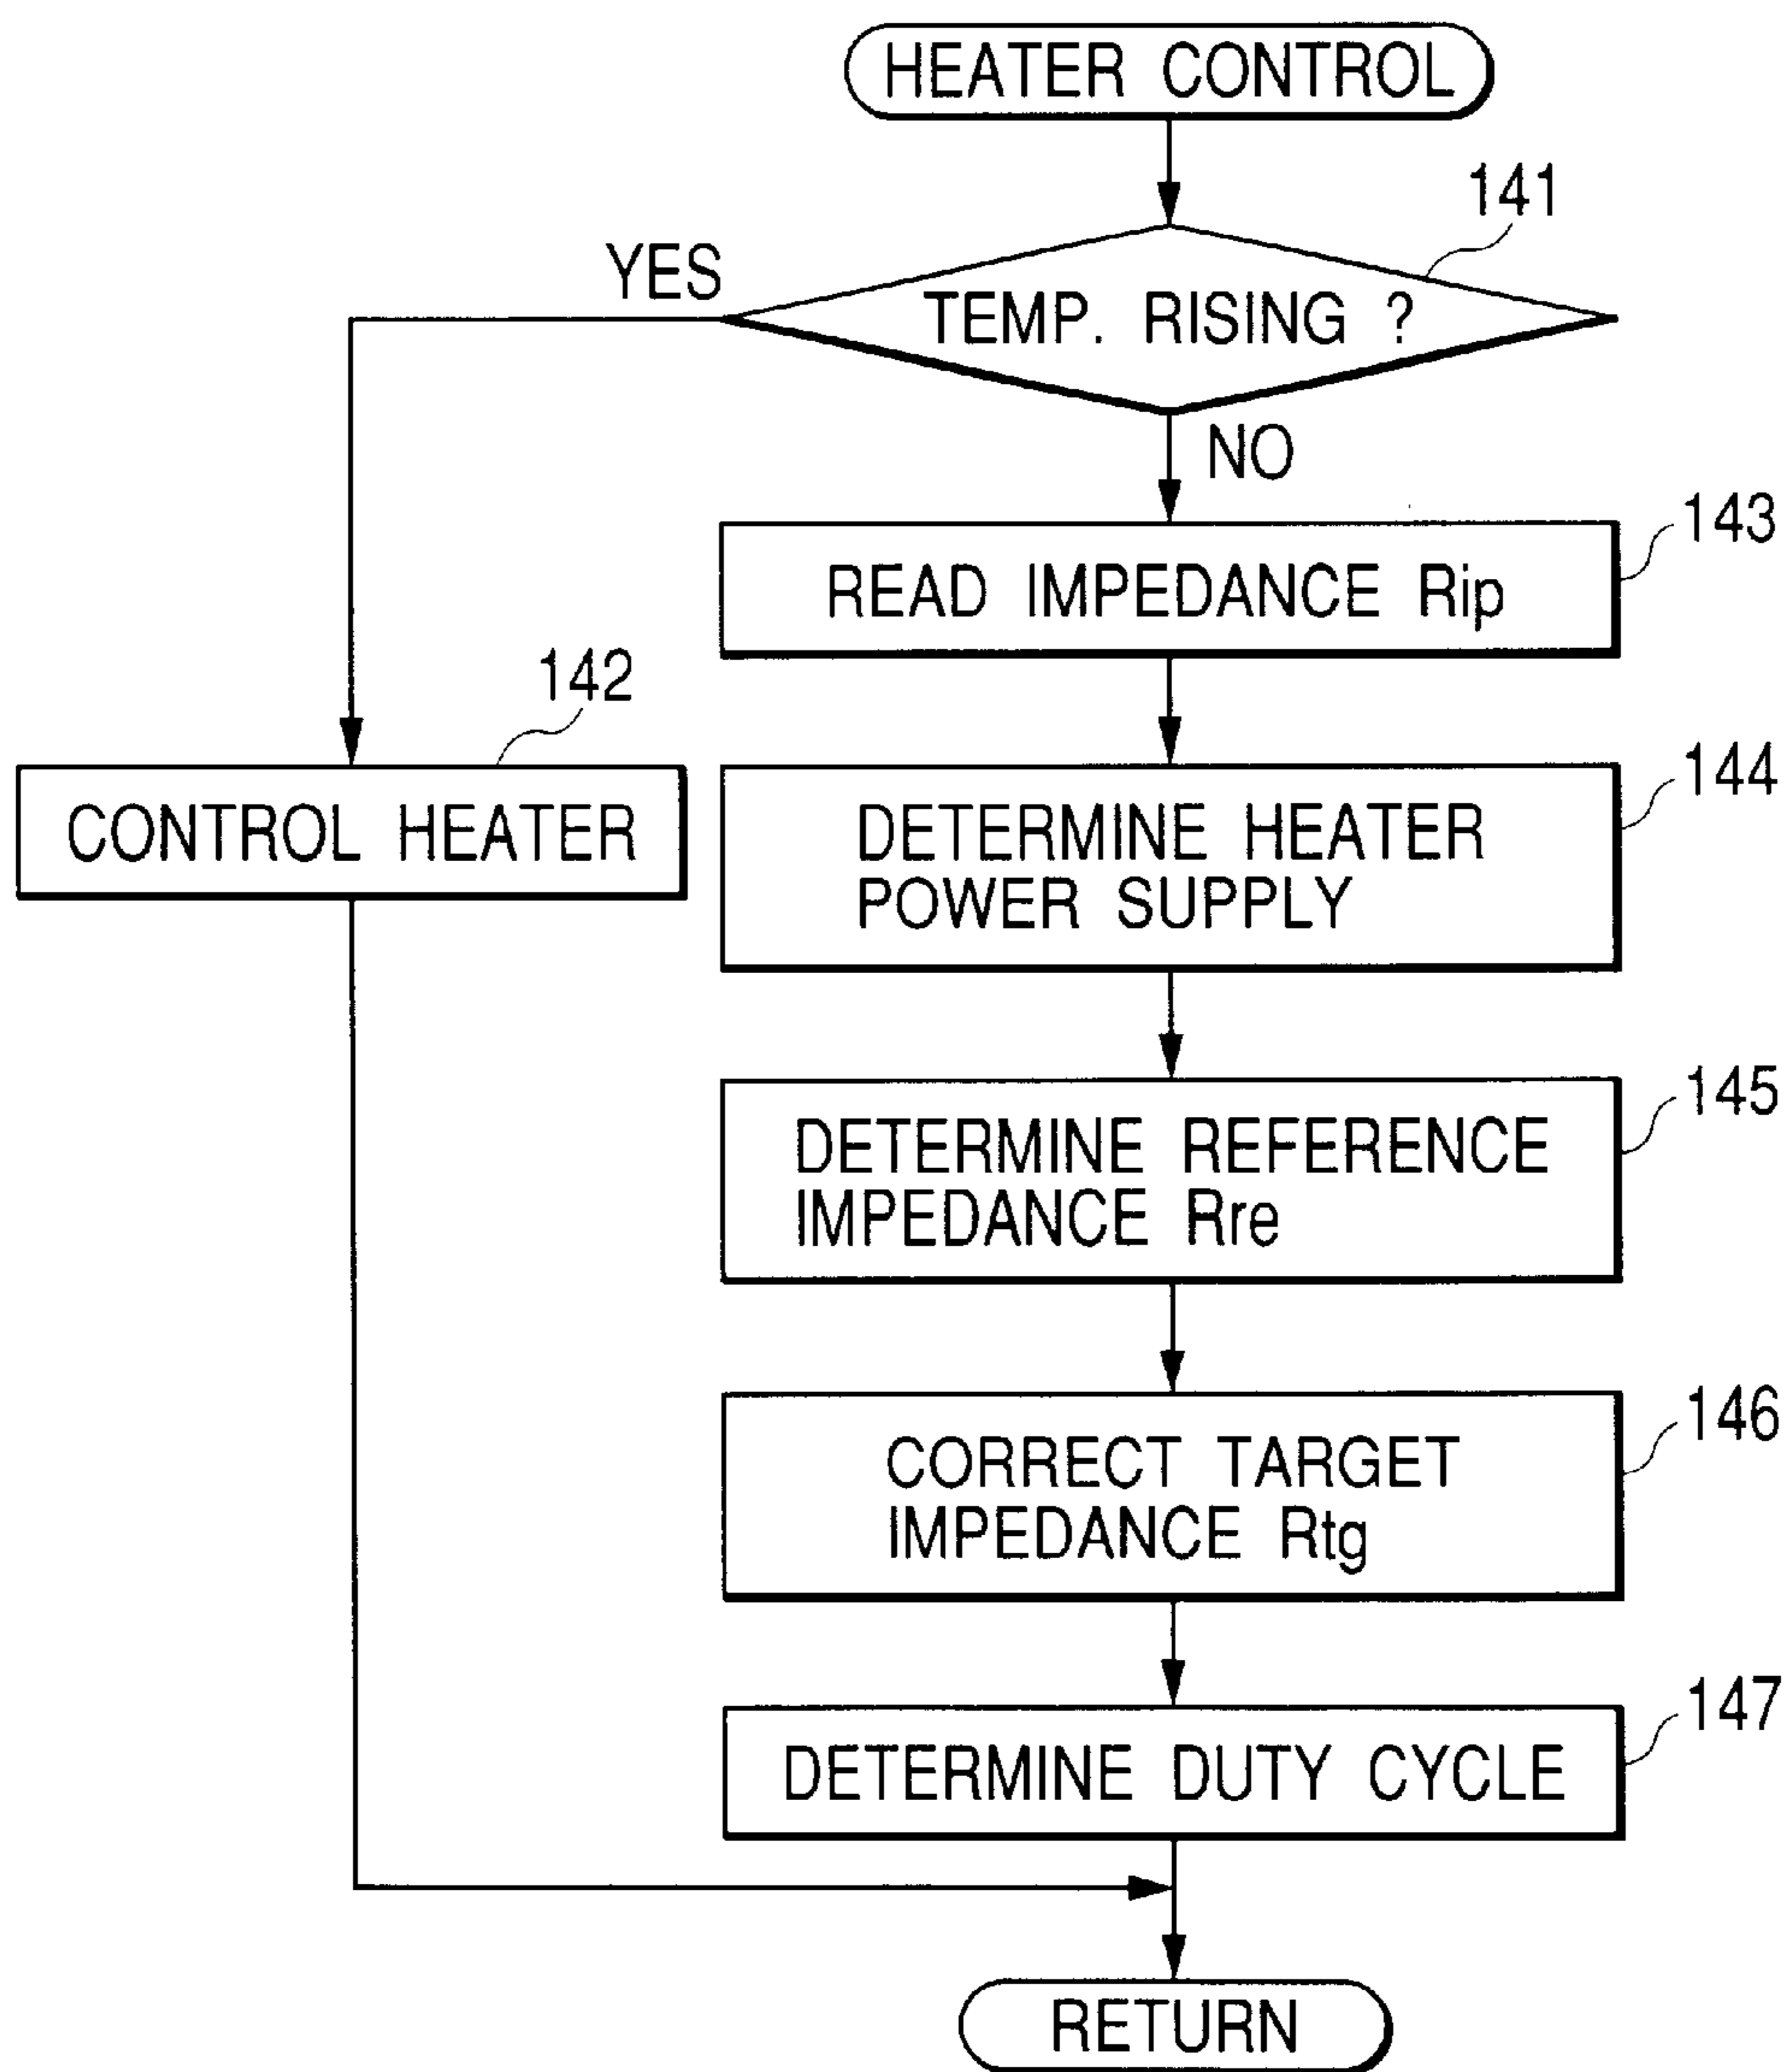 HEATER CONTROL
141
YES
TEMP. RISING ?
NO
143
READ IMPEDANCE Rip
142
144
CONTROL HEATER
DETERMINE HEATER
POWER SUPPLY
145
DETERMINE REFERENCE
IMPEDANCE Rre
146
CORRECT TARGET
IMPEDANCE Rtg
147
DETERMINE DUTY CYCLE
RETURN